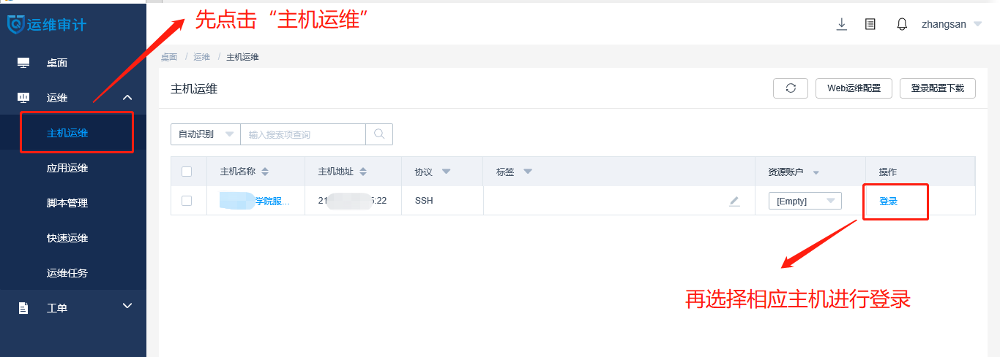 运维审计
先点击“主机运维”
zhangsan
桌面
运维
主机运维
应用运维
脚本管理
快速运维
运维任务
工单
桌面 / 运维 / 主机运维
主机运维
Web运维配置
登录配置下载
自动识别
输入搜索项查询
主机名称 主机地址 协议 标签 资源账户 操作
学院服... 21 5:22 SSH [Empty] 登录
再选择相应主机进行登录